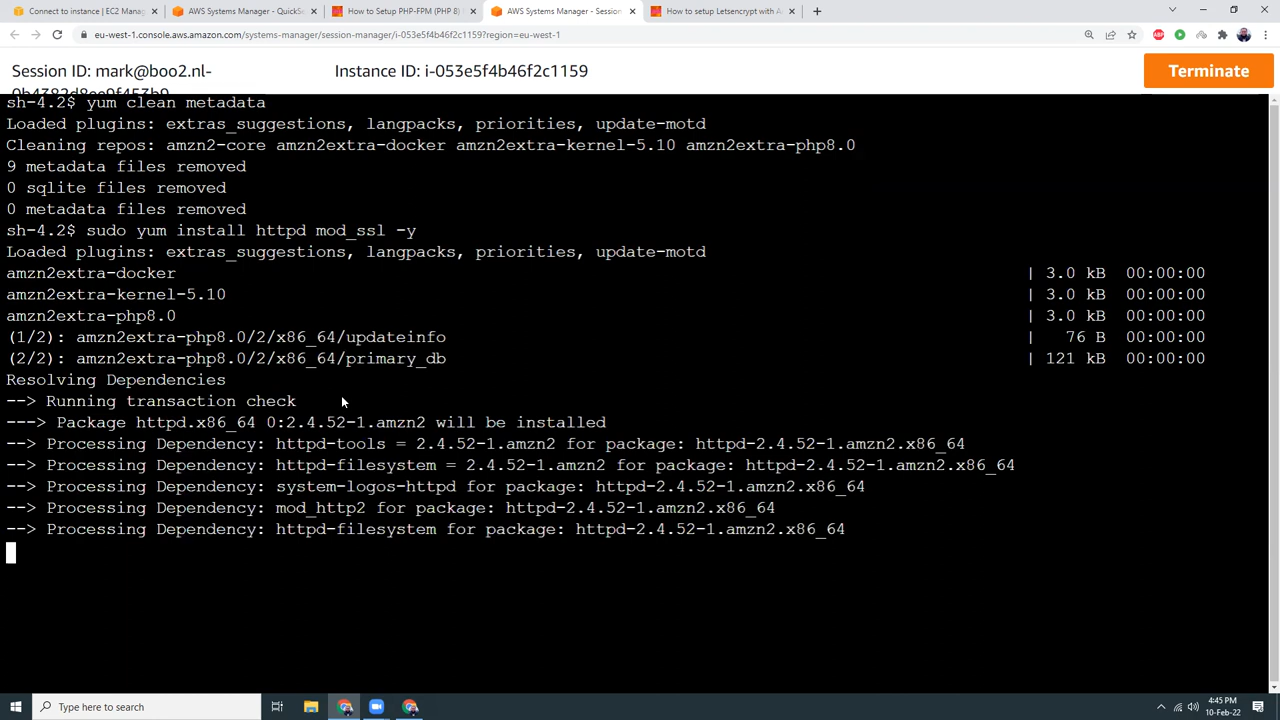 Connect to instance | EC2 Manag
AWS Systems Manager - QuickSe
How to Setup PHP-FPM (PHP 8)
AWS Systems Manager - Session
How to setup Letsencrypt with A
eu-west-1.console.aws.amazon.com/systems-manager/session-manager/i-053e5f4b46f2c1159?region=eu-west-1
Session ID: mark@boo2.nl-
Instance ID: i-053e5f4b46f2c1159
Terminate
sh-4.2$ yum clean metadata
Loaded plugins: extras_suggestions, langpacks, priorities, update-motd
Cleaning repos: amzn2-core amzn2extra-docker amzn2extra-kernel-5.10 amzn2extra-php8.0
9 metadata files removed
0 sqlite files removed
0 metadata files removed
sh-4.2$ sudo yum install httpd mod_ssl -y
Loaded plugins: extras_suggestions, langpacks, priorities, update-motd
amzn2extra-docker | 3.0 kB 00:00:00
amzn2extra-kernel-5.10 | 3.0 kB 00:00:00
amzn2extra-php8.0 | 3.0 kB 00:00:00
(1/2): amzn2extra-php8.0/2/x86_64/updateinfo | 76 B 00:00:00
(2/2): amzn2extra-php8.0/2/x86_64/primary_db | 121 kB 00:00:00
Resolving Dependencies
--> Running transaction check
---> Package httpd.x86_64 0:2.4.52-1.amzn2 will be installed
--> Processing Dependency: httpd-tools = 2.4.52-1.amzn2 for package: httpd-2.4.52-1.amzn2.x86_64
--> Processing Dependency: httpd-filesystem = 2.4.52-1.amzn2 for package: httpd-2.4.52-1.amzn2.x86_64
--> Processing Dependency: system-logos-httpd for package: httpd-2.4.52-1.amzn2.x86_64
--> Processing Dependency: mod_http2 for package: httpd-2.4.52-1.amzn2.x86_64
--> Processing Dependency: httpd-filesystem for package: httpd-2.4.52-1.amzn2.x86_64
Type here to search
4:45 PM
10-Feb-22